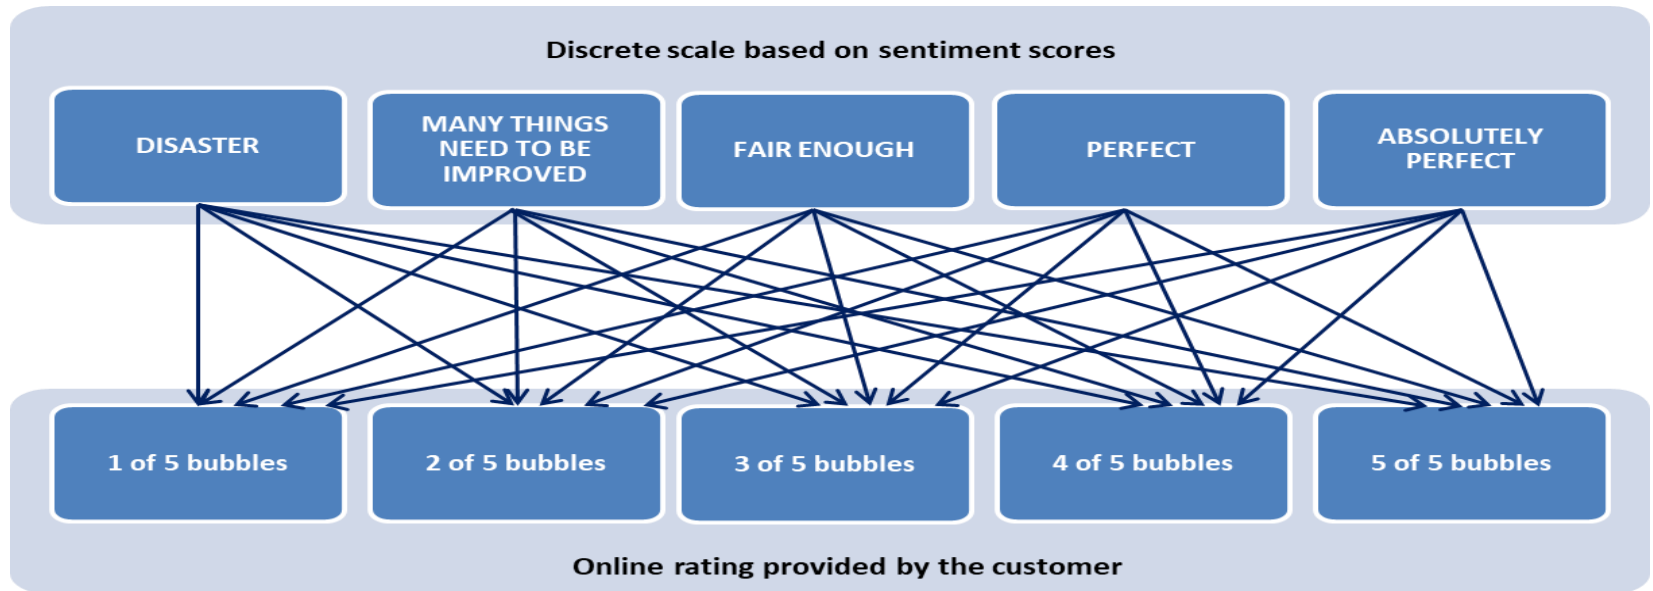 Discrete scale based on sentiment scores
DISASTER
MANY THINGS
NEED TO BE
IMPROVED
FAIR ENOUGH
PERFECT
ABSOLUTELY
PERFECT
1 of 5 bubbles
2 of 5 bubbles
3 of 5 bubbles
4 of 5 bubbles
5 of 5 bubbles
Online rating provided by the customer